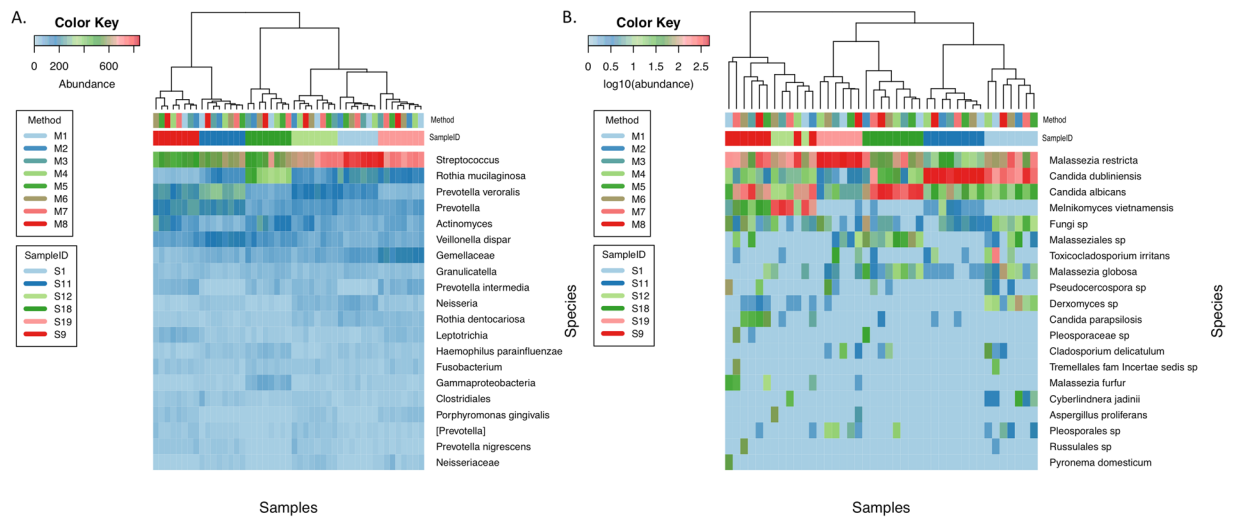 A.
Color Key
0 200 600
Abundance
Method
M1
M2
M3
M4
M5
M6
M7
M8
SampleID
S1
S11
S12
S18
S19
S9
Method
SampleID
Streptococcus
Rothia mucilaginosa
Prevotella veroralis
Prevotella
Actinomyces
Veillonella dispar
Gemellaceae
Granulicatella
Prevotella intermedia
Neisseria
Rothia dentocariosa
Leptotrichia
Haemophilus parainfluenzae
Fusobacterium
Gammaproteobacteria
Clostridiales
Porphyromonas gingivalis
[Prevotella]
Prevotella nigrescens
Neisseriaceae
Species
Samples
B.
Color Key
0 0.5 1 1.5 2 2.5
log10(abundance)
Method
M1
M2
M3
M4
M5
M6
M7
M8
SampleID
S1
S11
S12
S18
S19
S9
Method
SampleID
Malassezia restricta
Candida dubliniensis
Candida albicans
Melnikomyces vietnamensis
Fungi sp
Malasseziales sp
Toxicocladosporium irritans
Malassezia globosa
Pseudocercospora sp
Derxomyces sp
Candida parapsilosis
Pleosporaceae sp
Cladosporium delicatulum
Tremellales fam Incertae sedis sp
Malassezia furfur
Cyberlindnera jadinii
Aspergillus proliferans
Pleosporales sp
Russulales sp
Pyronema domesticum
Species
Samples